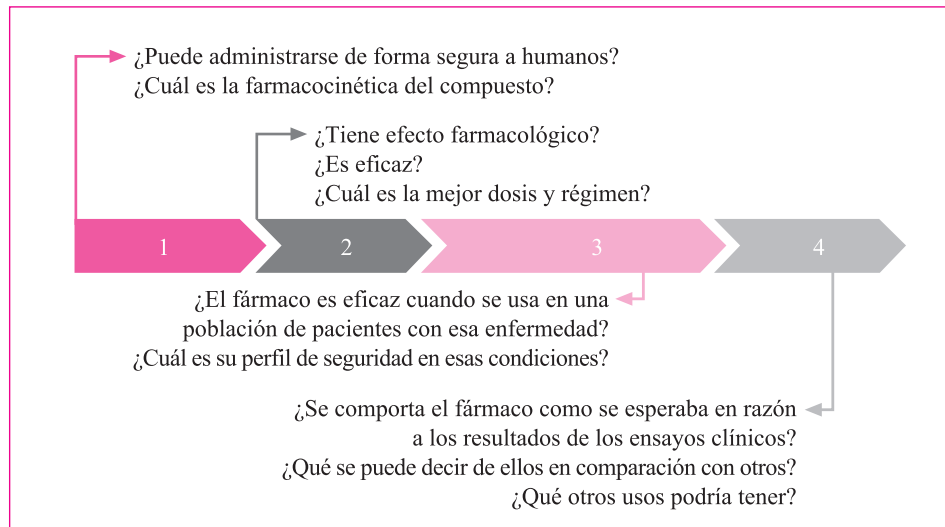 ¿Puede administrarse de forma segura a humanos?
¿Cuál es la farmacocinética del compuesto?
¿Tiene efecto farmacológico?
¿Es eficaz?
¿Cuál es la mejor dosis y régimen?
1
2
3
4
¿El fármaco es eficaz cuando se usa en una
población de pacientes con esa enfermedad?
¿Cuál es su perfil de seguridad en esas condiciones?
¿Se comporta el fármaco como se esperaba en razón
a los resultados de los ensayos clínicos?
¿Qué se puede decir de ellos en comparación con otros?
¿Qué otros usos podría tener?